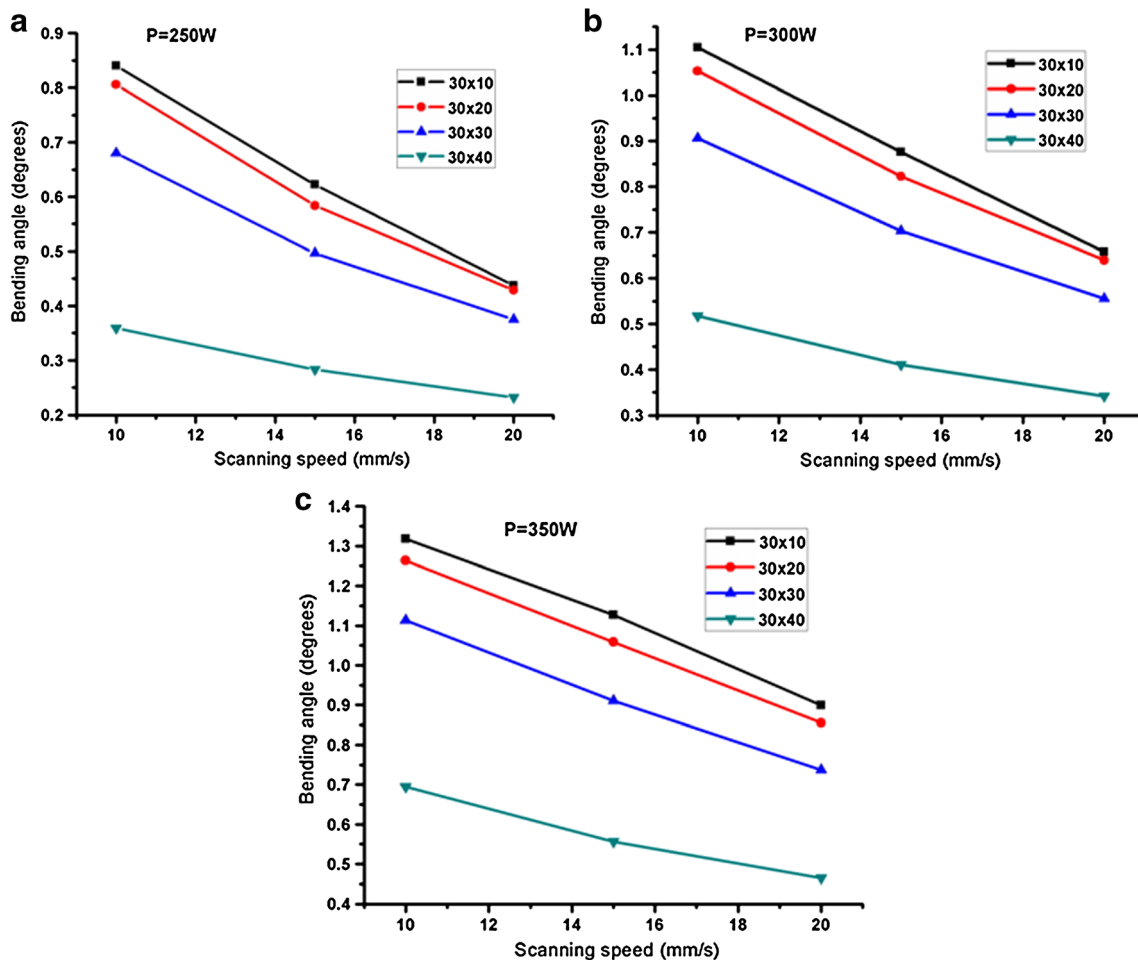 a
P=250W
0.9
0.8
0.7
0.6
0.5
0.4
0.3
0.2
Bending angle (degrees)
30x10
30x20
30x30
30x40
10 12 14 16 18 20
Scanning speed (mm/s)
b
P=300W
1.1
1.0
0.9
0.8
0.7
0.6
0.5
0.4
0.3
Bending angle (degrees)
30x10
30x20
30x30
30x40
10 12 14 16 18 20
Scanning speed (mm/s)
c
P=350W
1.4
1.3
1.2
1.1
1.0
0.9
0.8
0.7
0.6
0.5
0.4
Bending angle (degrees)
30x10
30x20
30x30
30x40
10 12 14 16 18 20
Scanning speed (mm/s)